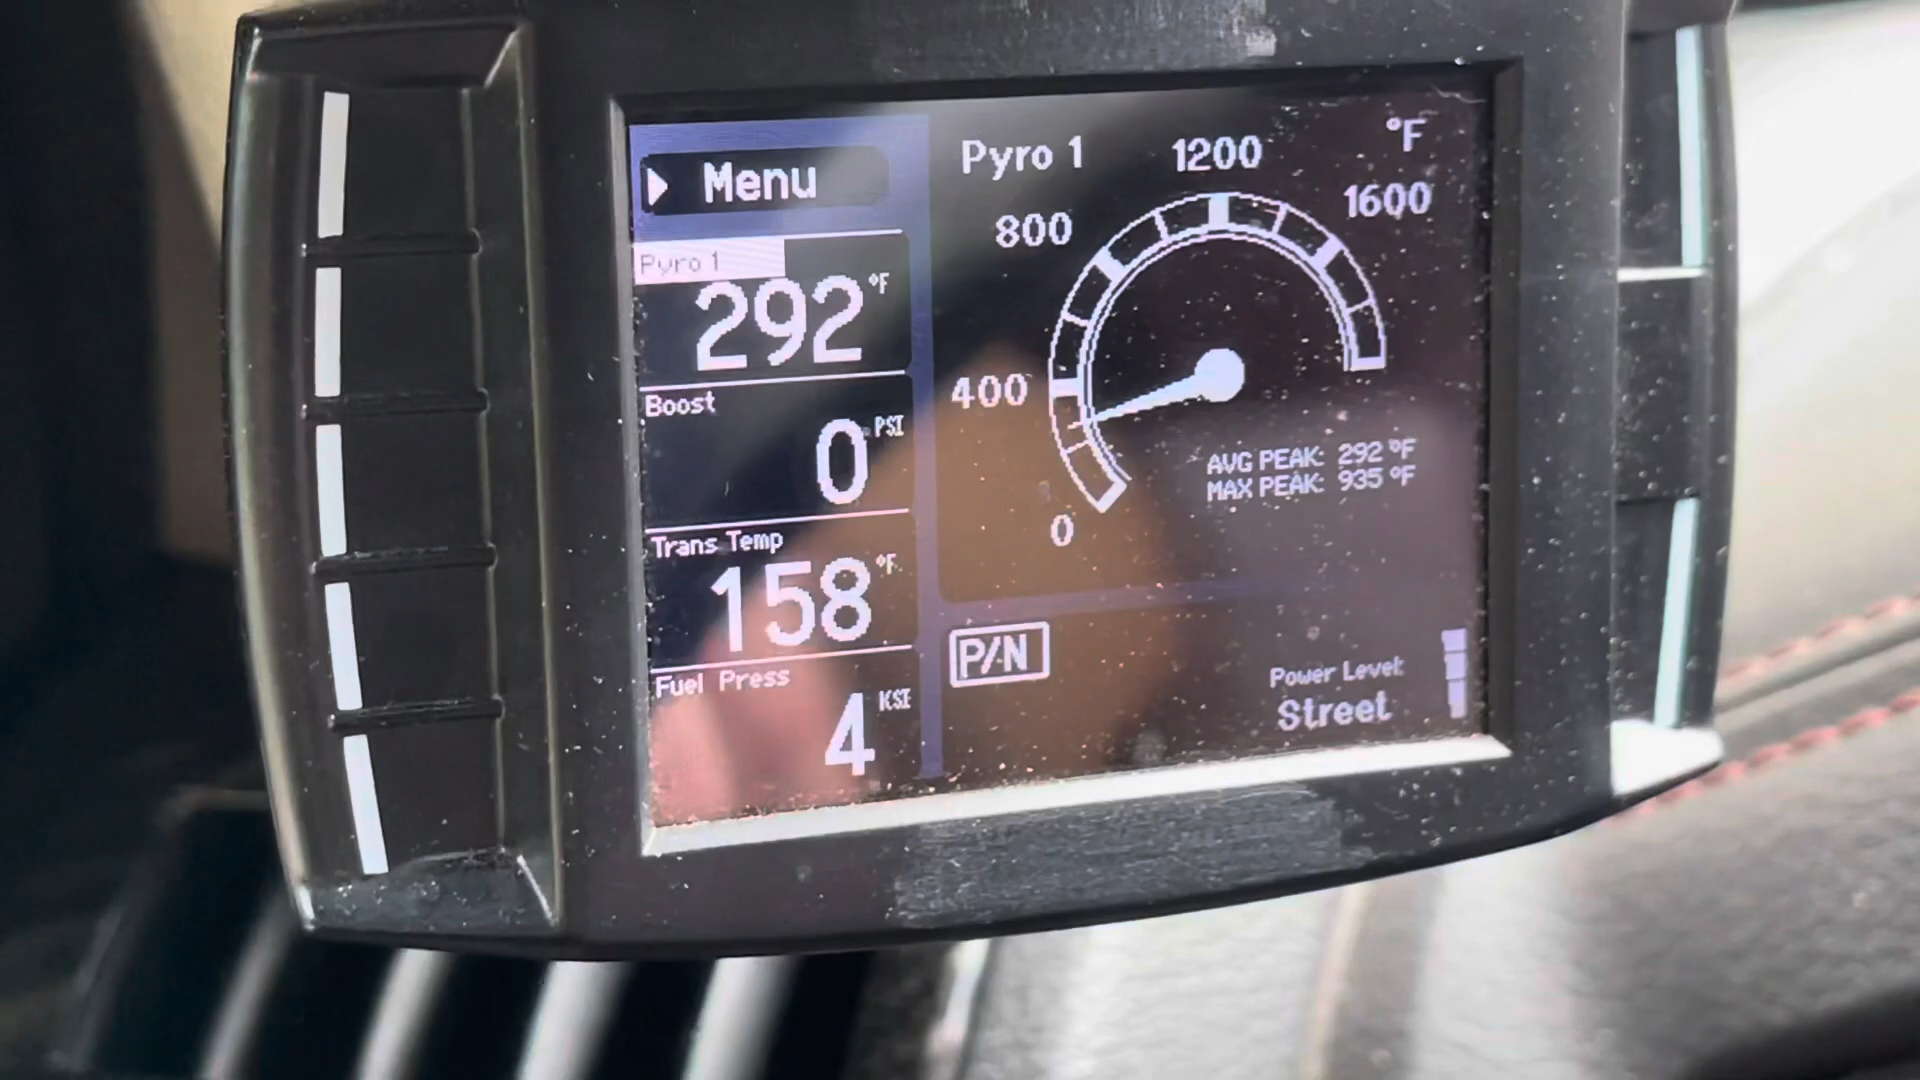 Menu
Pyro 1
292 °F
Boost
0 PSI
Trans Temp
158 °F
Fuel Press
4 KSI
Pyro 1
°F
0
400
800
1200
1600
AVG PEAK: 292 °F
MAX PEAK: 935 °F
P/N
Power Level:
Street